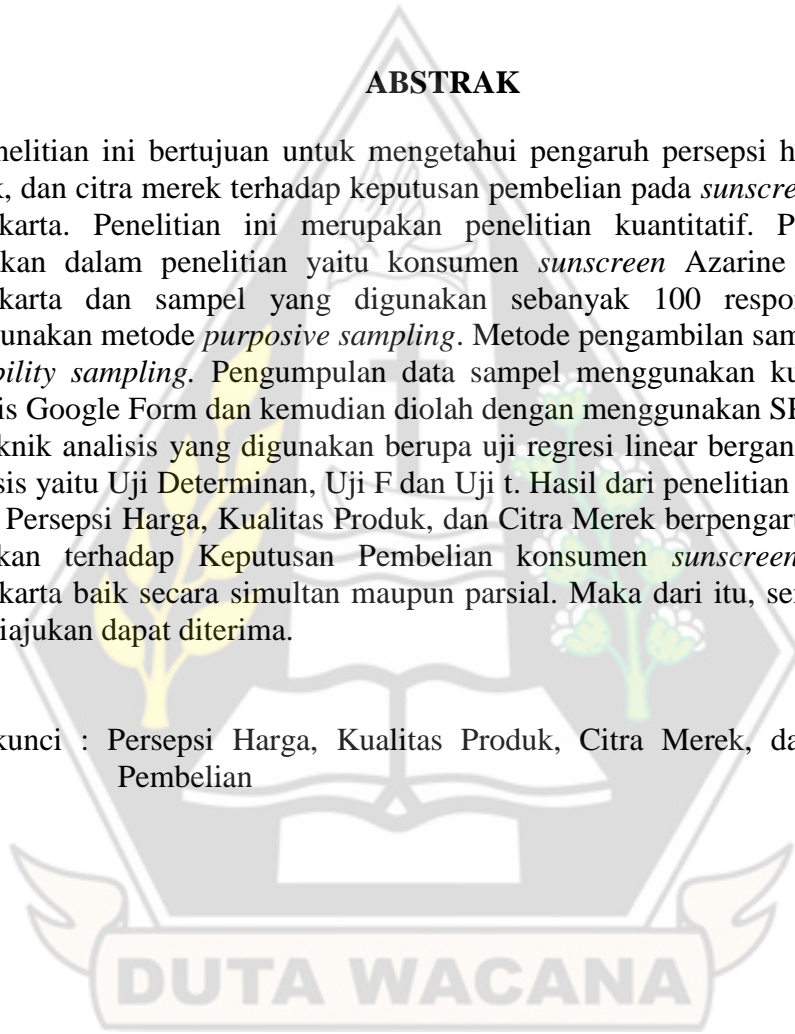 ABSTRAK
nelitian ini bertujuan untuk mengetahui pengaruh persepsi h
, dan citra merek terhadap keputusan pembelian pada sunscre
karta. Penelitian ini merupakan penelitian kuantitatif. P
kan dalam penelitian yaitu konsumen sunscreen Azarine
karta dan sampel yang digunakan sebanyak 100 respon
unakan metode purposive sampling. Metode pengambilan sam
bility sampling. Pengumpulan data sampel menggunakan ku
is Google Form dan kemudian diolah dengan menggunakan SP
knik analisis yang digunakan berupa uji regresi linear bergan
sis yaitu Uji Determinan, Uji F dan Uji t. Hasil dari penelitian
Persepsi Harga, Kualitas Produk, dan Citra Merek berpengaru
kan terhadap Keputusan Pembelian konsumen sunscreen
karta baik secara simultan maupun parsial. Maka dari itu, se
iajukan dapat diterima.
kunci : Persepsi Harga, Kualitas Produk, Citra Merek, da
Pembelian
DUTA WACANA